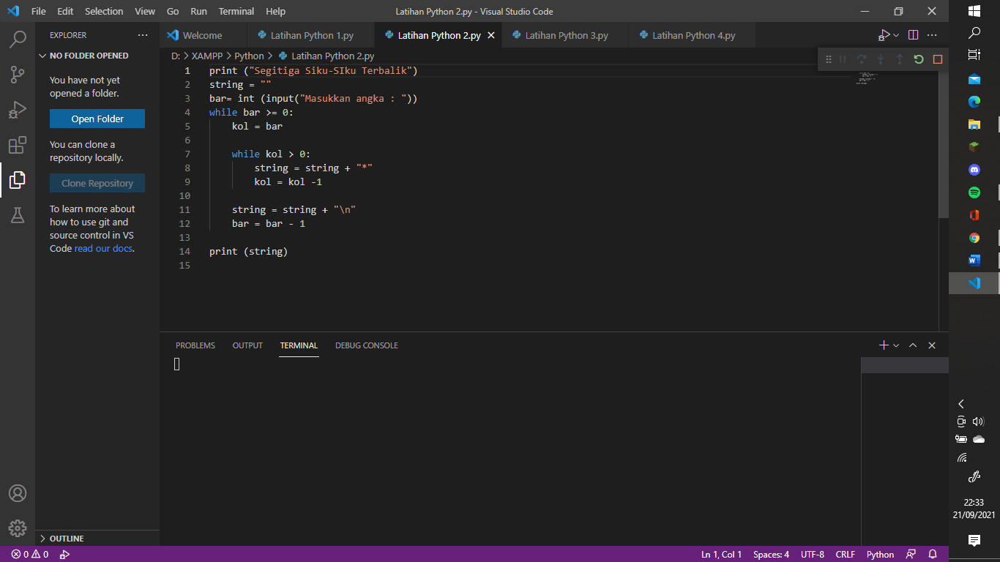 File Edit Selection View Go Run Terminal Help
Latihan Python 2.py - Visual Studio Code
EXPLORER
NO FOLDER OPENED
You have not yet
opened a folder.
Open Folder
You can clone a
repository locally.
Clone Repository
To learn more about
how to use git and
source control in VS
Code read our docs.
OUTLINE
Welcome
Latihan Python 1.py
Latihan Python 2.py
Latihan Python 3.py
Latihan Python 4.py
D: > XAMPP > Python > Latihan Python 2.py
1 print ("Segitiga Siku-SIku Terbalik")
2 string = ""
3 bar= int (input("Masukkan angka : "))
4 while bar >= 0:
5     kol = bar
6
7     while kol > 0:
8         string = string + "*"
9         kol = kol -1
10
11     string = string + "\n"
12     bar = bar - 1
13
14 print (string)
15
PROBLEMS OUTPUT TERMINAL DEBUG CONSOLE
0 0
Ln 1, Col 1 Spaces: 4 UTF-8 CRLF Python
22:33
21/09/2021